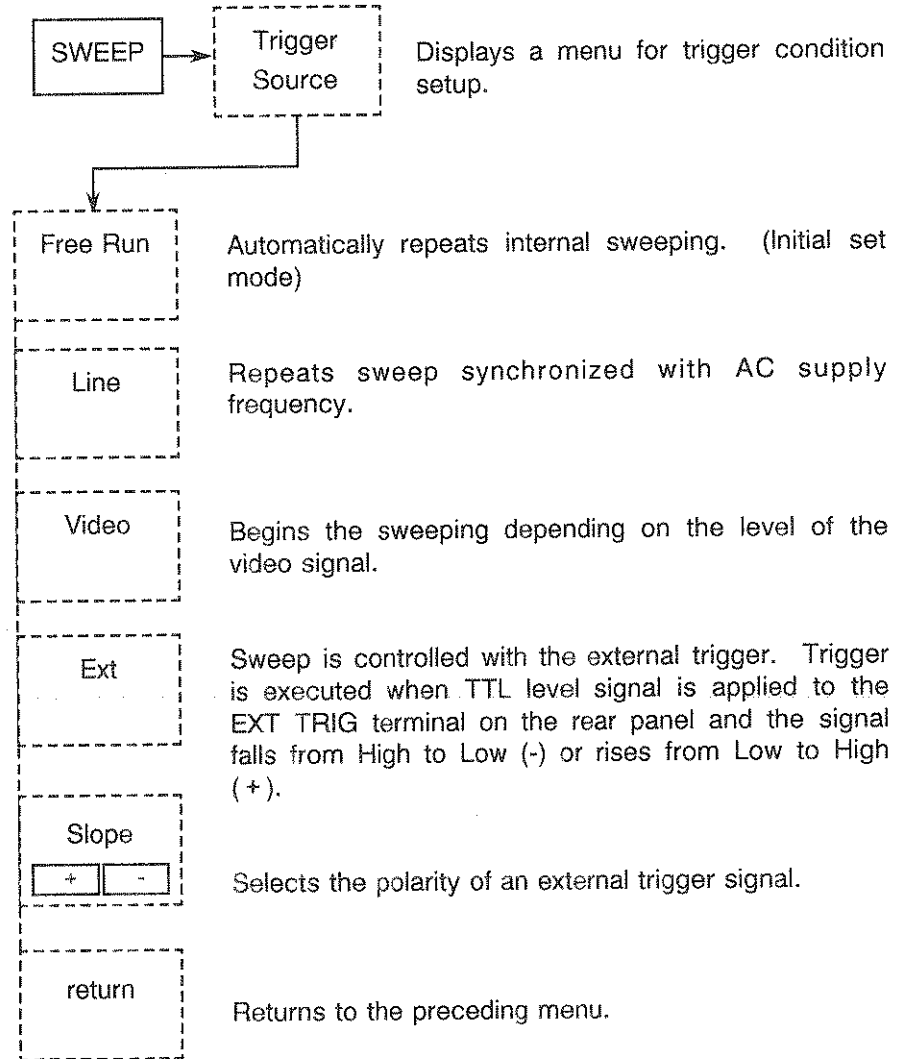 SWEEP
Trigger
Source
Displays a menu for trigger condition
setup.
Free Run
Automatically repeats internal sweeping. (Initial set
mode)
Line
Repeats sweep synchronized with AC supply
frequency.
Video
Begins the sweeping depending on the level of the
video signal.
Ext
Sweep is controlled with the external trigger. Trigger
is executed when TTL level signal is applied to the
EXT TRIG terminal on the rear panel and the signal
falls from High to Low (-) or rises from Low to High
(+).
Slope
+ -
Selects the polarity of an external trigger signal.
return
Returns to the preceding menu.